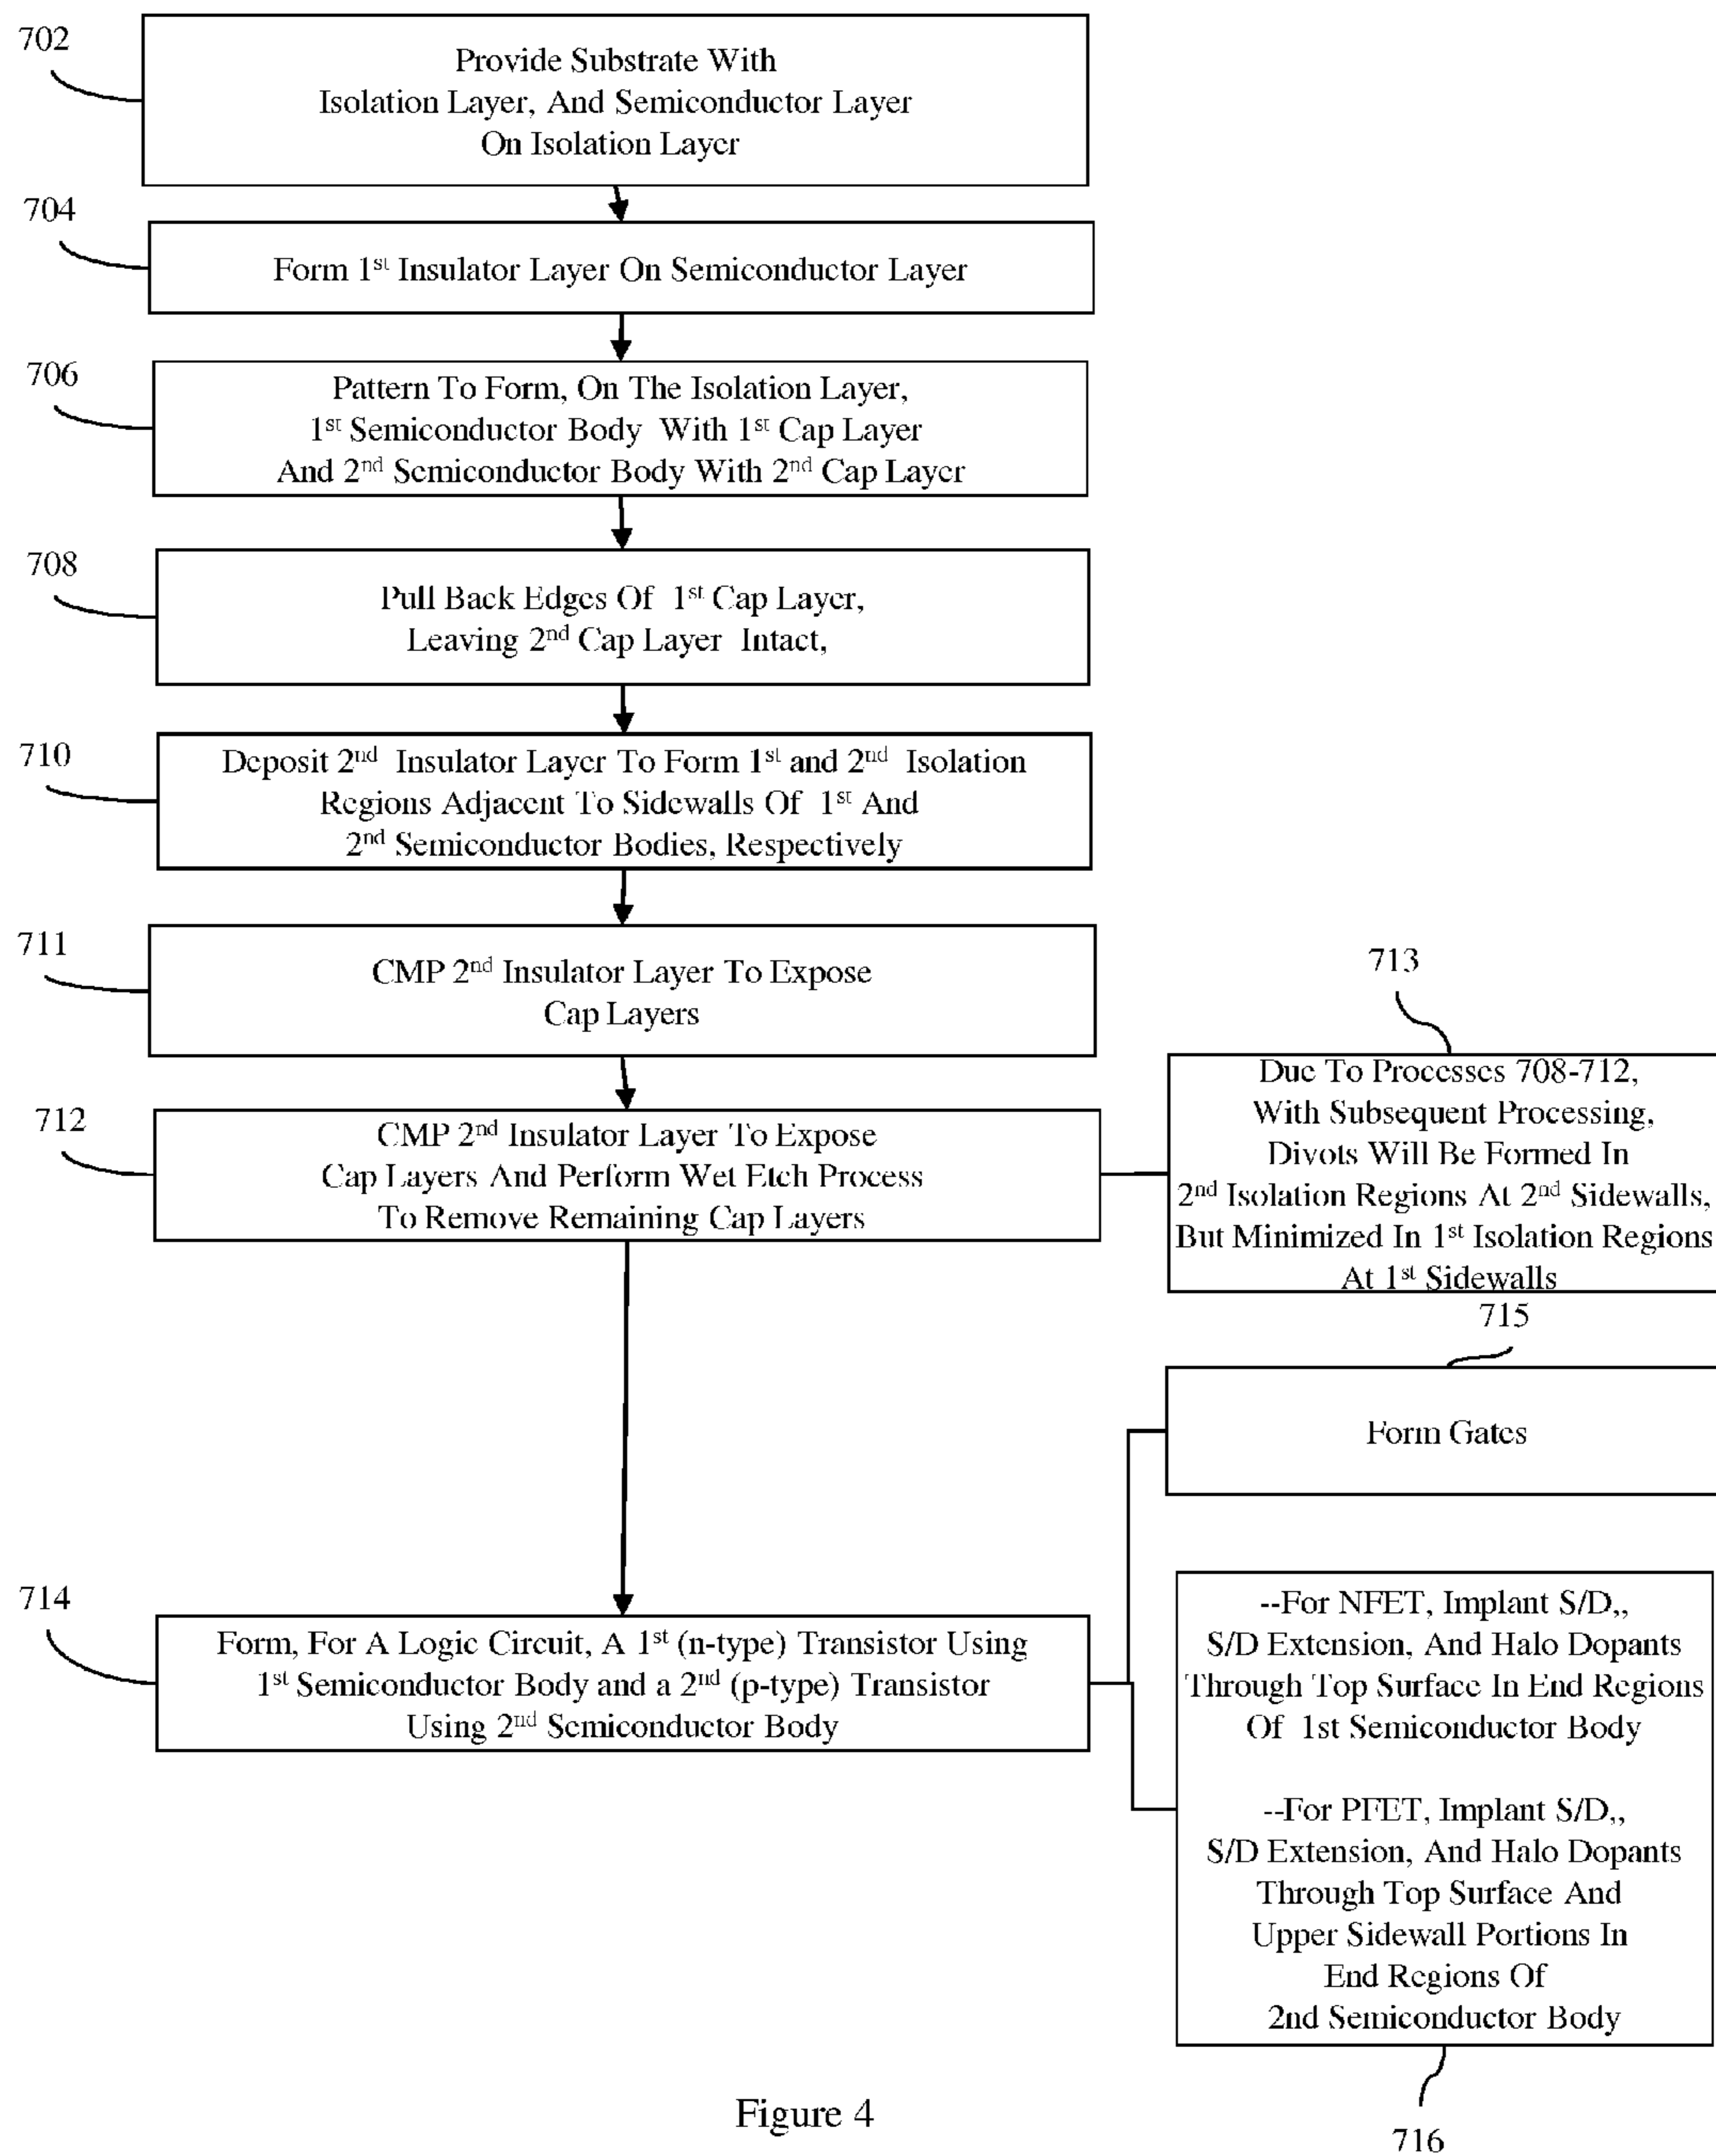 702
Provide Substrate With
Isolation Layer, And Semiconductor Layer
On Isolation Layer
704
Form 1st Insulator Layer On Semiconductor Layer
706
Pattern To Form, On The Isolation Layer,
1st Semiconductor Body With 1st Cap Layer
And 2nd Semiconductor Body With 2nd Cap Layer
708
Pull Back Edges Of 1st Cap Layer,
Leaving 2nd Cap Layer Intact,
710
Deposit 2nd Insulator Layer To Form 1st and 2nd Isolation
Regions Adjacent To Sidewalls Of 1st And
2nd Semiconductor Bodies, Respectively
711
CMP 2nd Insulator Layer To Expose
Cap Layers
712
CMP 2nd Insulator Layer To Expose
Cap Layers And Perform Wet Etch Process
To Remove Remaining Cap Layers
713
Due To Processes 708-712,
With Subsequent Processing,
Divots Will Be Formed In
2nd Isolation Regions At 2nd Sidewalls,
But Minimized In 1st Isolation Regions
At 1st Sidewalls
714
Form, For A Logic Circuit, A 1st (n-type) Transistor Using
1st Semiconductor Body and a 2nd (p-type) Transistor
Using 2nd Semiconductor Body
715
Form Gates
--For NFET, Implant S/D,,
S/D Extension, And Halo Dopants
Through Top Surface In End Regions
Of 1st Semiconductor Body
--For PFET, Implant S/D,,
S/D Extension, And Halo Dopants
Through Top Surface And
Upper Sidewall Portions In
End Regions Of
2nd Semiconductor Body
716
Figure 4